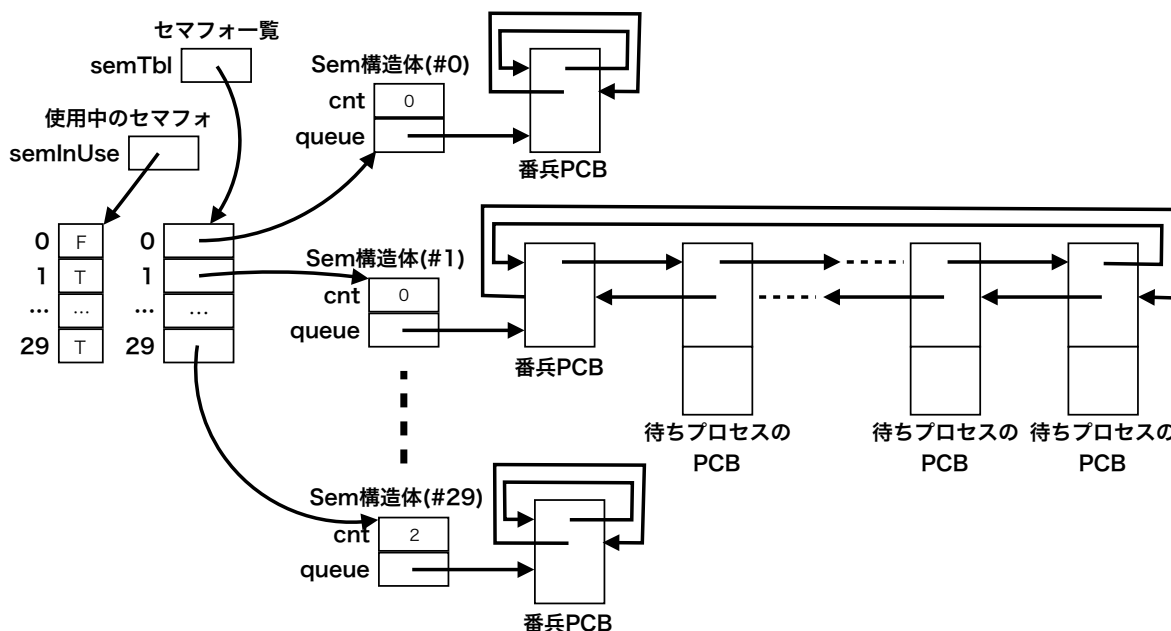 セマフォ一覧
semTbl
使用中のセマフォ
semInUse
Sem構造体(#0)
cnt 0
queue
番兵PCB
0 F 0
1 T 1
... ... ... ...
29 T 29
Sem構造体(#1)
cnt 0
queue
番兵PCB
待ちプロセスの
PCB
待ちプロセスの
PCB
待ちプロセスの
PCB
Sem構造体(#29)
cnt 2
queue
番兵PCB